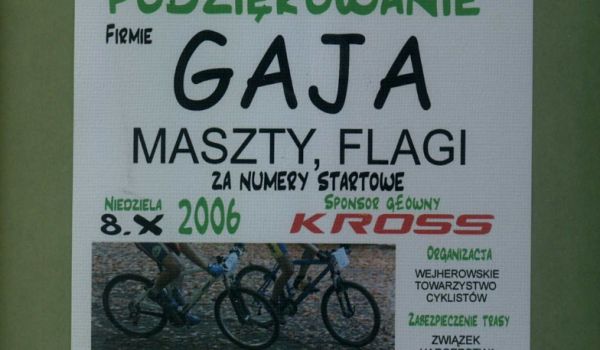 PODZIĘKOWANIE
FIRMIE
GAJA
MASZTY, FLAGI
ZA NUMERY STARTOWE
NIEDZIELA
8.X 2006
SPONSOR GŁÓWNY
KROSS
ORGANIZACJA
WEJHEROWSKIE
TOWARZYSTWO
CYKLISTÓW
ZABEZPIECZENIE TRASY
ZWIĄZEK